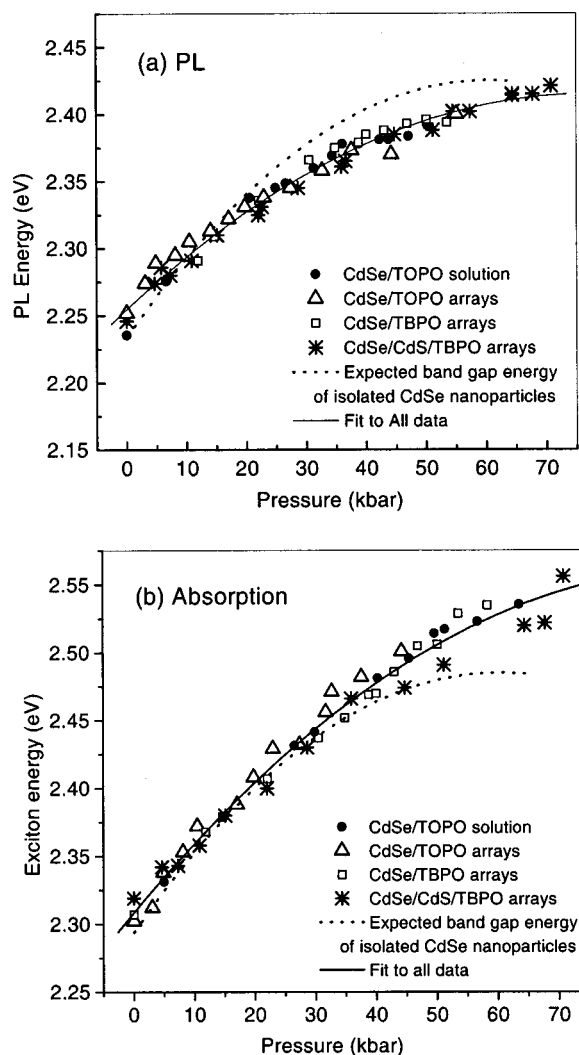 (a) PL
2.45
2.40
2.35
2.30
2.25
2.20
2.15
PL Energy (eV)
CdSe/TOPO solution
CdSe/TOPO arrays
CdSe/TBPO arrays
CdSe/CdS/TBPO arrays
Expected band gap energy
of isolated CdSe nanoparticles
Fit to All data
0 10 20 30 40 50 60 70
Pressure (kbar)
(b) Absorption
2.55
2.50
2.45
2.40
2.35
2.30
2.25
Exciton energy (eV)
CdSe/TOPO solution
CdSe/TOPO arrays
CdSe/TBPO arrays
CdSe/CdS/TBPO arrays
Expected band gap energy
of isolated CdSe nanoparticles
Fit to all data
0 10 20 30 40 50 60 70
Pressure (kbar)